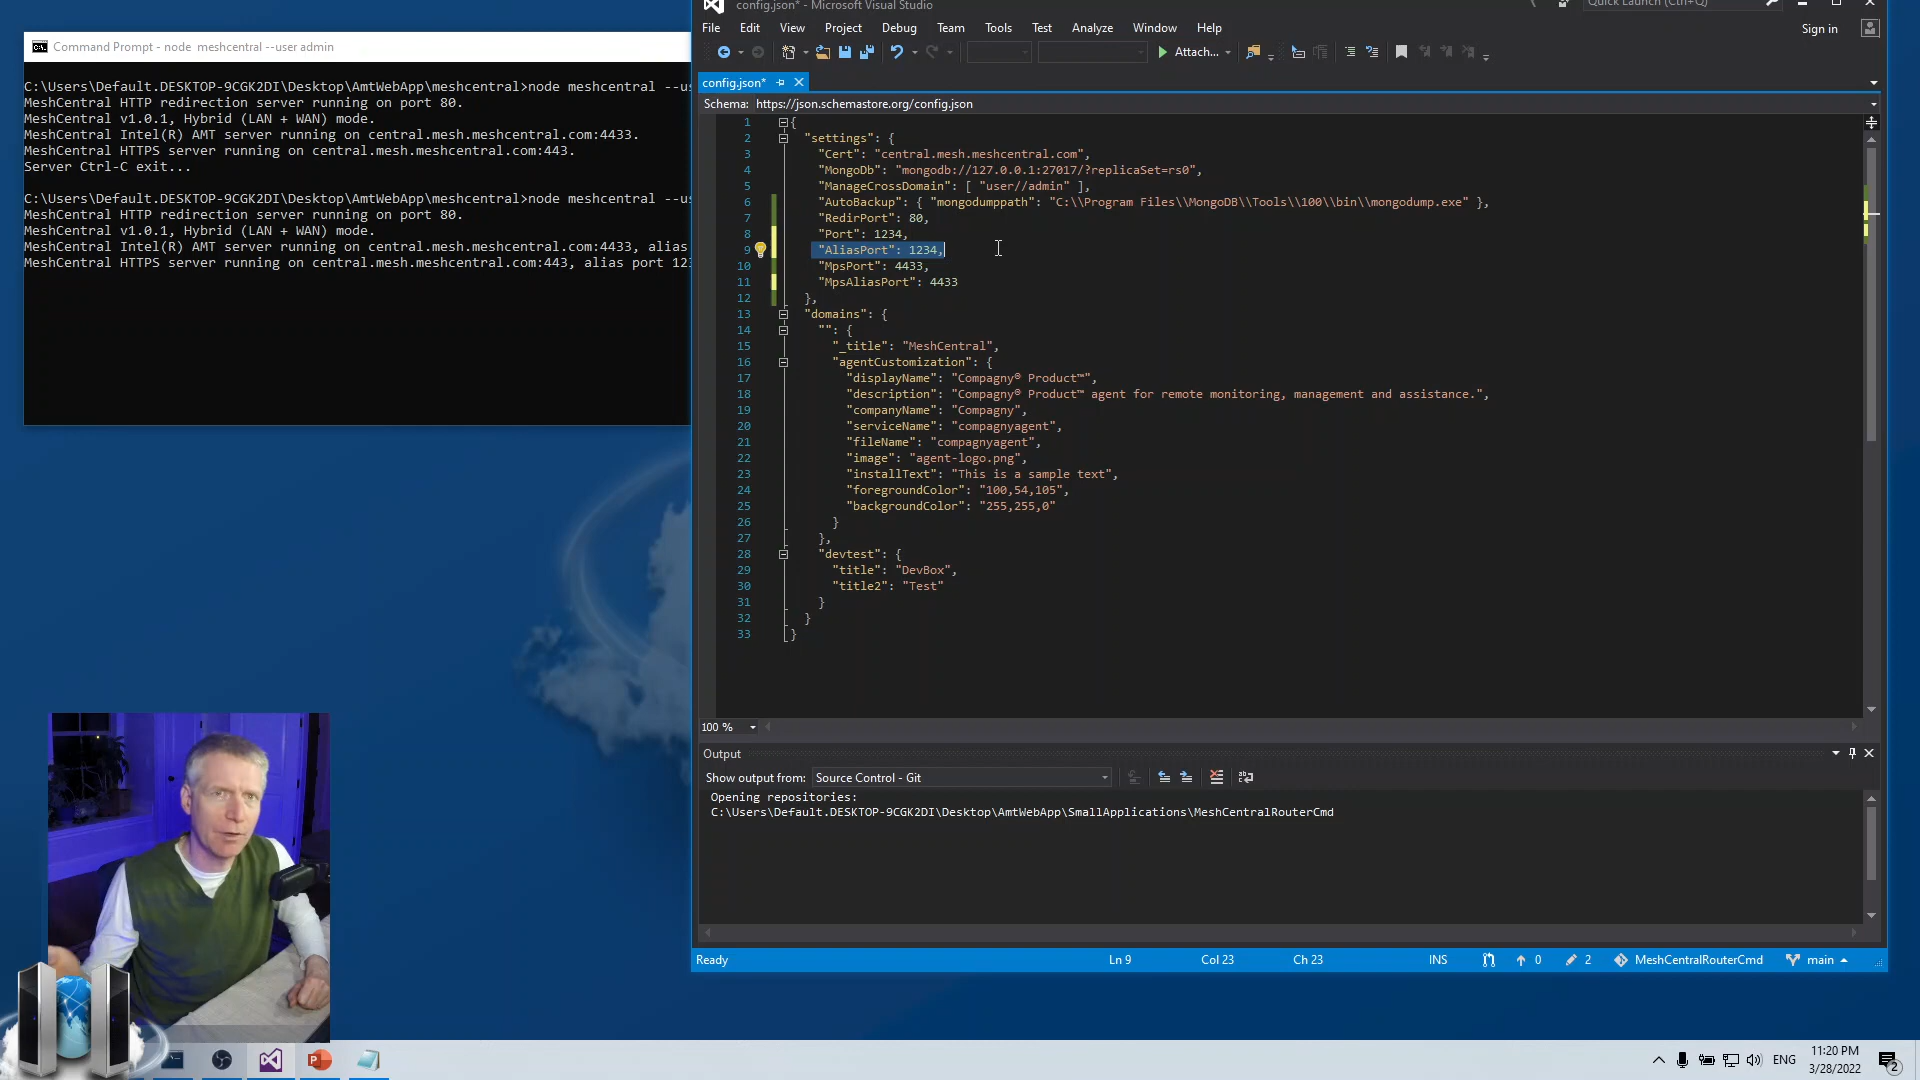 config.json* - Microsoft Visual Studio
Quick Launch (Ctrl+Q)
File Edit View Project Debug Team Tools Test Analyze Window Help
Sign in
Attach...
Command Prompt - node meshcentral --user admin
C:\Users\Default.DESKTOP-9CGK2DI\Desktop\AmtWebApp\meshcentral>node meshcentral --us
MeshCentral HTTP redirection server running on port 80.
MeshCentral v1.0.1, Hybrid (LAN + WAN) mode.
MeshCentral Intel(R) AMT server running on central.mesh.meshcentral.com:4433.
MeshCentral HTTPS server running on central.mesh.meshcentral.com:443.
Server Ctrl-C exit...
C:\Users\Default.DESKTOP-9CGK2DI\Desktop\AmtWebApp\meshcentral>node meshcentral --us
MeshCentral HTTP redirection server running on port 80.
MeshCentral v1.0.1, Hybrid (LAN + WAN) mode.
MeshCentral Intel(R) AMT server running on central.mesh.meshcentral.com:4433, alias
MeshCentral HTTPS server running on central.mesh.meshcentral.com:443, alias port 123
config.json*
Schema: https://json.schemastore.org/config.json
1 {
2 "settings": {
3 "Cert": "central.mesh.meshcentral.com",
4 "MongoDb": "mongodb://127.0.0.1:27017/?replicaSet=rs0",
5 "ManageCrossDomain": [ "user//admin" ],
6 "AutoBackup": { "mongodumppath": "C:\\Program Files\\MongoDB\\Tools\\100\\bin\\mongodump.exe" },
7 "RedirPort": 80,
8 "Port": 1234,
9 "AliasPort": 1234,
10 "MpsPort": 4433,
11 "MpsAliasPort": 4433
12 },
13 "domains": {
14 "": {
15 "_title": "MeshCentral",
16 "agentCustomization": {
17 "displayName": "Compagny® Product™",
18 "description": "Compagny® Product™ agent for remote monitoring, management and assistance.",
19 "companyName": "Compagny",
20 "serviceName": "compagnyagent",
21 "fileName": "compagnyagent",
22 "image": "agent-logo.png",
23 "installText": "This is a sample text",
24 "foregroundColor": "100,54,105",
25 "backgroundColor": "255,255,0"
26 }
27 },
28 "devtest": {
29 "title": "DevBox",
30 "title2": "Test"
31 }
32 }
33 }
100 %
Output
Show output from: Source Control - Git
Opening repositories:
C:\Users\Default.DESKTOP-9CGK2DI\Desktop\AmtWebApp\SmallApplications\MeshCentralRouterCmd
Ready Ln 9 Col 23 Ch 23 INS 0 2 MeshCentralRouterCmd main
ENG
11:20 PM
3/28/2022
2